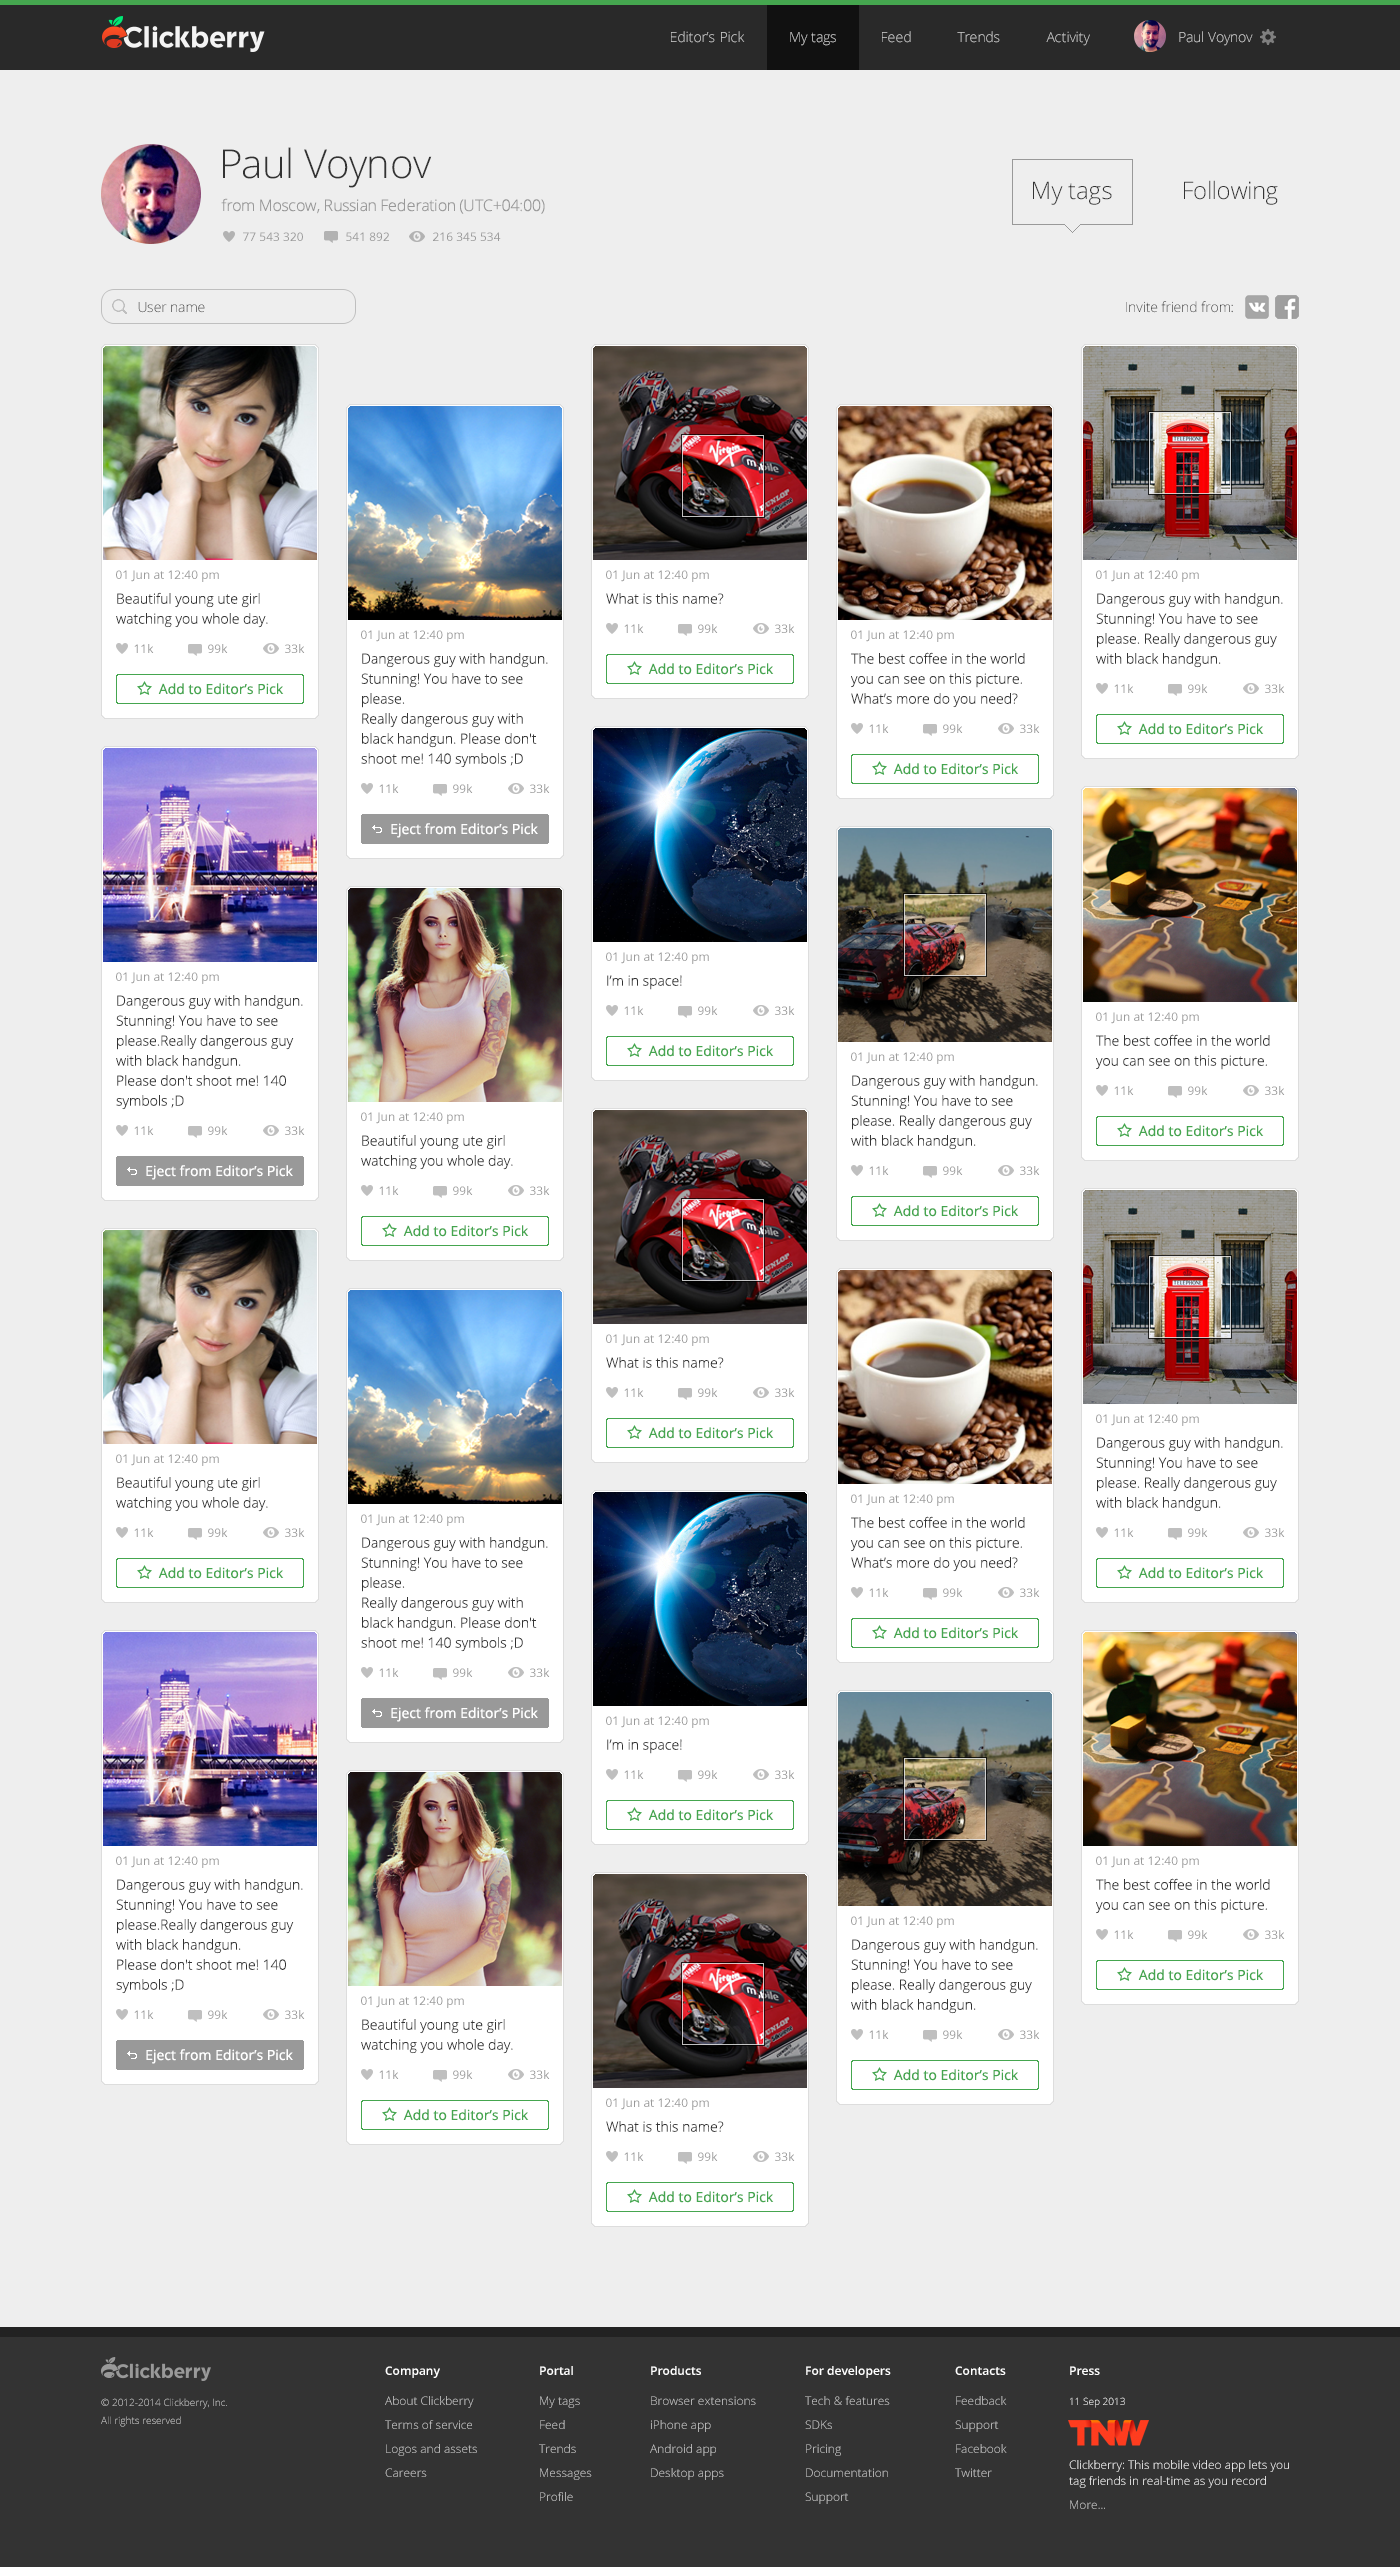 Clickberry
Editor's Pick
My tags
Feed
Trends
Activity
Paul Voynov
Paul Voynov
from Moscow, Russian Federation (UTC+04:00)
77 543 320
541 892
216 345 534
My tags
Following
User name
Invite friend from:
01 Jun at 12:40 pm
Beautiful young ute girl
watching you whole day.
11k 99k 33k
Add to Editor's Pick
01 Jun at 12:40 pm
Dangerous guy with handgun.
Stunning! You have to see
please.Really dangerous guy
with black handgun.
Please don't shoot me! 140
symbols ;D
11k 99k 33k
Eject from Editor's Pick
01 Jun at 12:40 pm
Beautiful young ute girl
watching you whole day.
11k 99k 33k
Add to Editor's Pick
01 Jun at 12:40 pm
Dangerous guy with handgun.
Stunning! You have to see
please.Really dangerous guy
with black handgun.
Please don't shoot me! 140
symbols ;D
11k 99k 33k
Eject from Editor's Pick
01 Jun at 12:40 pm
Dangerous guy with handgun.
Stunning! You have to see
please.
Really dangerous guy with
black handgun. Please don't
shoot me! 140 symbols ;D
11k 99k 33k
Eject from Editor's Pick
01 Jun at 12:40 pm
Beautiful young ute girl
watching you whole day.
11k 99k 33k
Add to Editor's Pick
01 Jun at 12:40 pm
Dangerous guy with handgun.
Stunning! You have to see
please.
Really dangerous guy with
black handgun. Please don't
shoot me! 140 symbols ;D
11k 99k 33k
Eject from Editor's Pick
01 Jun at 12:40 pm
Beautiful young ute girl
watching you whole day.
11k 99k 33k
Add to Editor's Pick
Virgin
mobile
DUNLOP
01 Jun at 12:40 pm
What is this name?
11k 99k 33k
Add to Editor's Pick
01 Jun at 12:40 pm
I'm in space!
11k 99k 33k
Add to Editor's Pick
Virgin
mobile
DUNLOP
01 Jun at 12:40 pm
What is this name?
11k 99k 33k
Add to Editor's Pick
01 Jun at 12:40 pm
I'm in space!
11k 99k 33k
Add to Editor's Pick
Virgin
mobile
DUNLOP
01 Jun at 12:40 pm
What is this name?
11k 99k 33k
Add to Editor's Pick
01 Jun at 12:40 pm
The best coffee in the world
you can see on this picture.
What's more do you need?
11k 99k 33k
Add to Editor's Pick
01 Jun at 12:40 pm
Dangerous guy with handgun.
Stunning! You have to see
please. Really dangerous guy
with black handgun.
11k 99k 33k
Add to Editor's Pick
01 Jun at 12:40 pm
The best coffee in the world
you can see on this picture.
What's more do you need?
11k 99k 33k
Add to Editor's Pick
01 Jun at 12:40 pm
Dangerous guy with handgun.
Stunning! You have to see
please. Really dangerous guy
with black handgun.
11k 99k 33k
Add to Editor's Pick
TELEPHONE
01 Jun at 12:40 pm
Dangerous guy with handgun.
Stunning! You have to see
please. Really dangerous guy
with black handgun.
11k 99k 33k
Add to Editor's Pick
01 Jun at 12:40 pm
The best coffee in the world
you can see on this picture.
11k 99k 33k
Add to Editor's Pick
TELEPHONE
01 Jun at 12:40 pm
Dangerous guy with handgun.
Stunning! You have to see
please. Really dangerous guy
with black handgun.
11k 99k 33k
Add to Editor's Pick
01 Jun at 12:40 pm
The best coffee in the world
you can see on this picture.
11k 99k 33k
Add to Editor's Pick
Clickberry
© 2012-2014 Clickberry, Inc.
All rights reserved
Company
About Clickberry
Terms of service
Logos and assets
Careers
Portal
My tags
Feed
Trends
Messages
Profile
Products
Browser extensions
iPhone app
Android app
Desktop apps
For developers
Tech & features
SDKs
Pricing
Documentation
Support
Contacts
Feedback
Support
Facebook
Twitter
Press
11 Sep 2013
TNW
Clickberry: This mobile video app lets you
tag friends in real-time as you record
More...